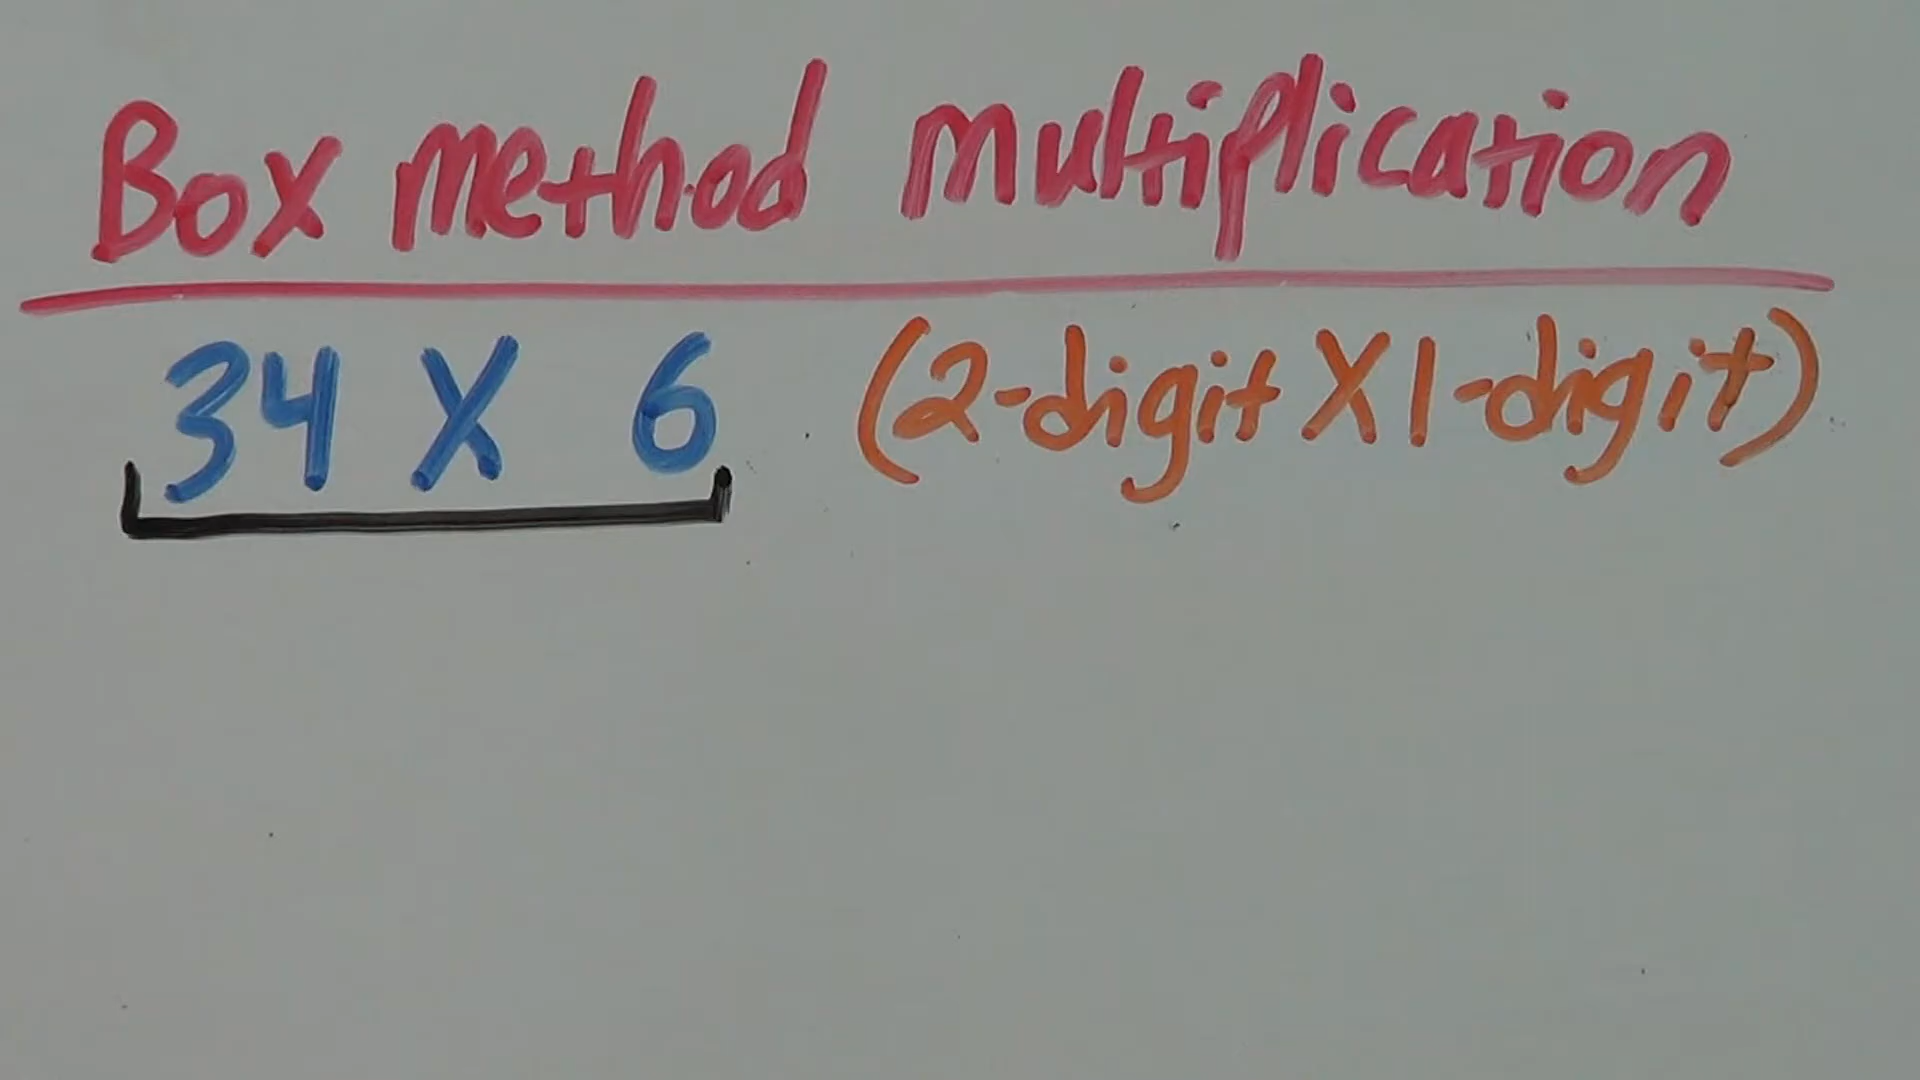 Box method multiplication
34 X 6 (2-digit X 1-digit)